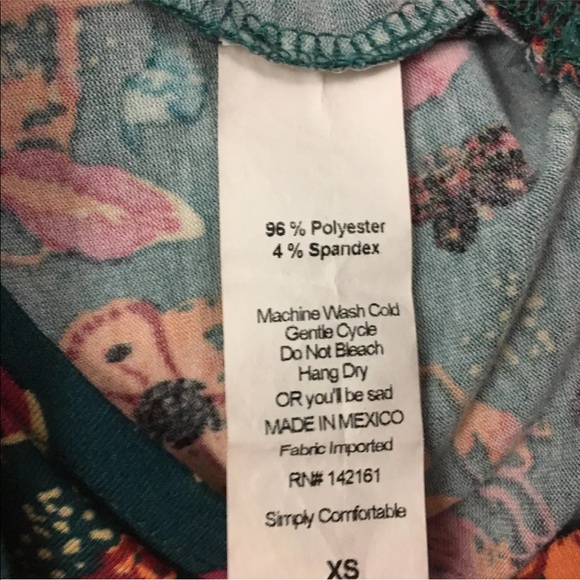 96 % Polyester
4 % Spandex
Machine Wash Cold
Gentle Cycle
Do Not Bleach
Hang Dry
OR you'll be sad
MADE IN MEXICO
Fabric Imported
RN# 142161
Simply Comfortable
XS